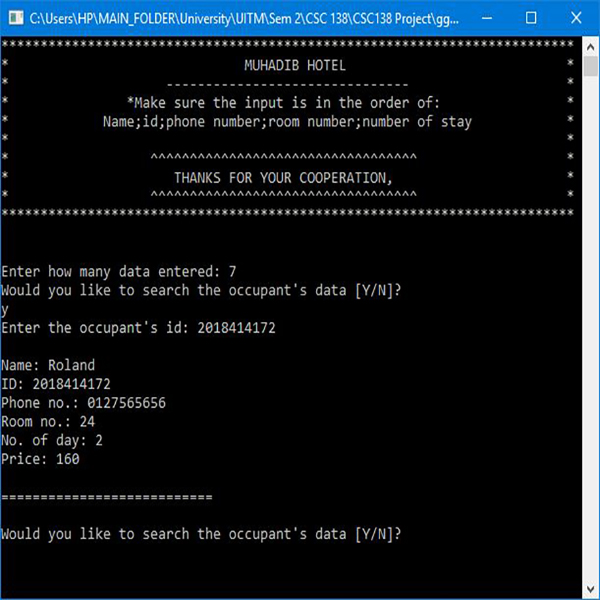 C:\Users\HP\MAIN_FOLDER\University\UITM\Sem 2\CSC 138\CSC138 Project\gg...
*************************************************************************
* MUHADIB HOTEL *
* ------------------------------- *
* *Make sure the input is in the order of: *
* Name;id;phone number;room number;number of stay *
* *
* ^^^^^^^^^^^^^^^^^^^^^^^^^^^^^^^^^^ *
* THANKS FOR YOUR COOPERATION, *
* ^^^^^^^^^^^^^^^^^^^^^^^^^^^^^^^^^^ *
*************************************************************************
Enter how many data entered: 7
Would you like to search the occupant's data [Y/N]?
y
Enter the occupant's id: 2018414172
Name: Roland
ID: 2018414172
Phone no.: 0127565656
Room no.: 24
No. of day: 2
Price: 160
===========================
Would you like to search the occupant's data [Y/N]?